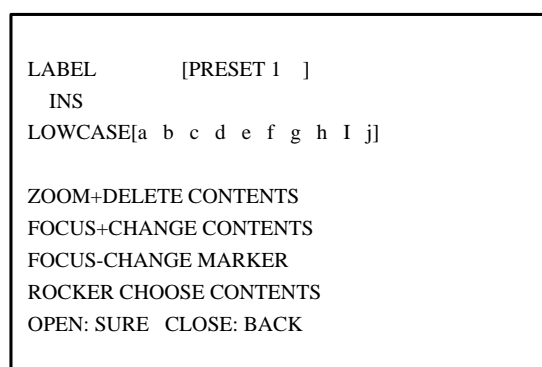 LABEL [PRESET 1 ]
INS
LOWCASE[a b c d e f g h I j]
ZOOM+DELETE CONTENTS
FOCUS+CHANGE CONTENTS
FOCUS-CHANGE MARKER
ROCKER CHOOSE CONTENTS
OPEN: SURE CLOSE: BACK